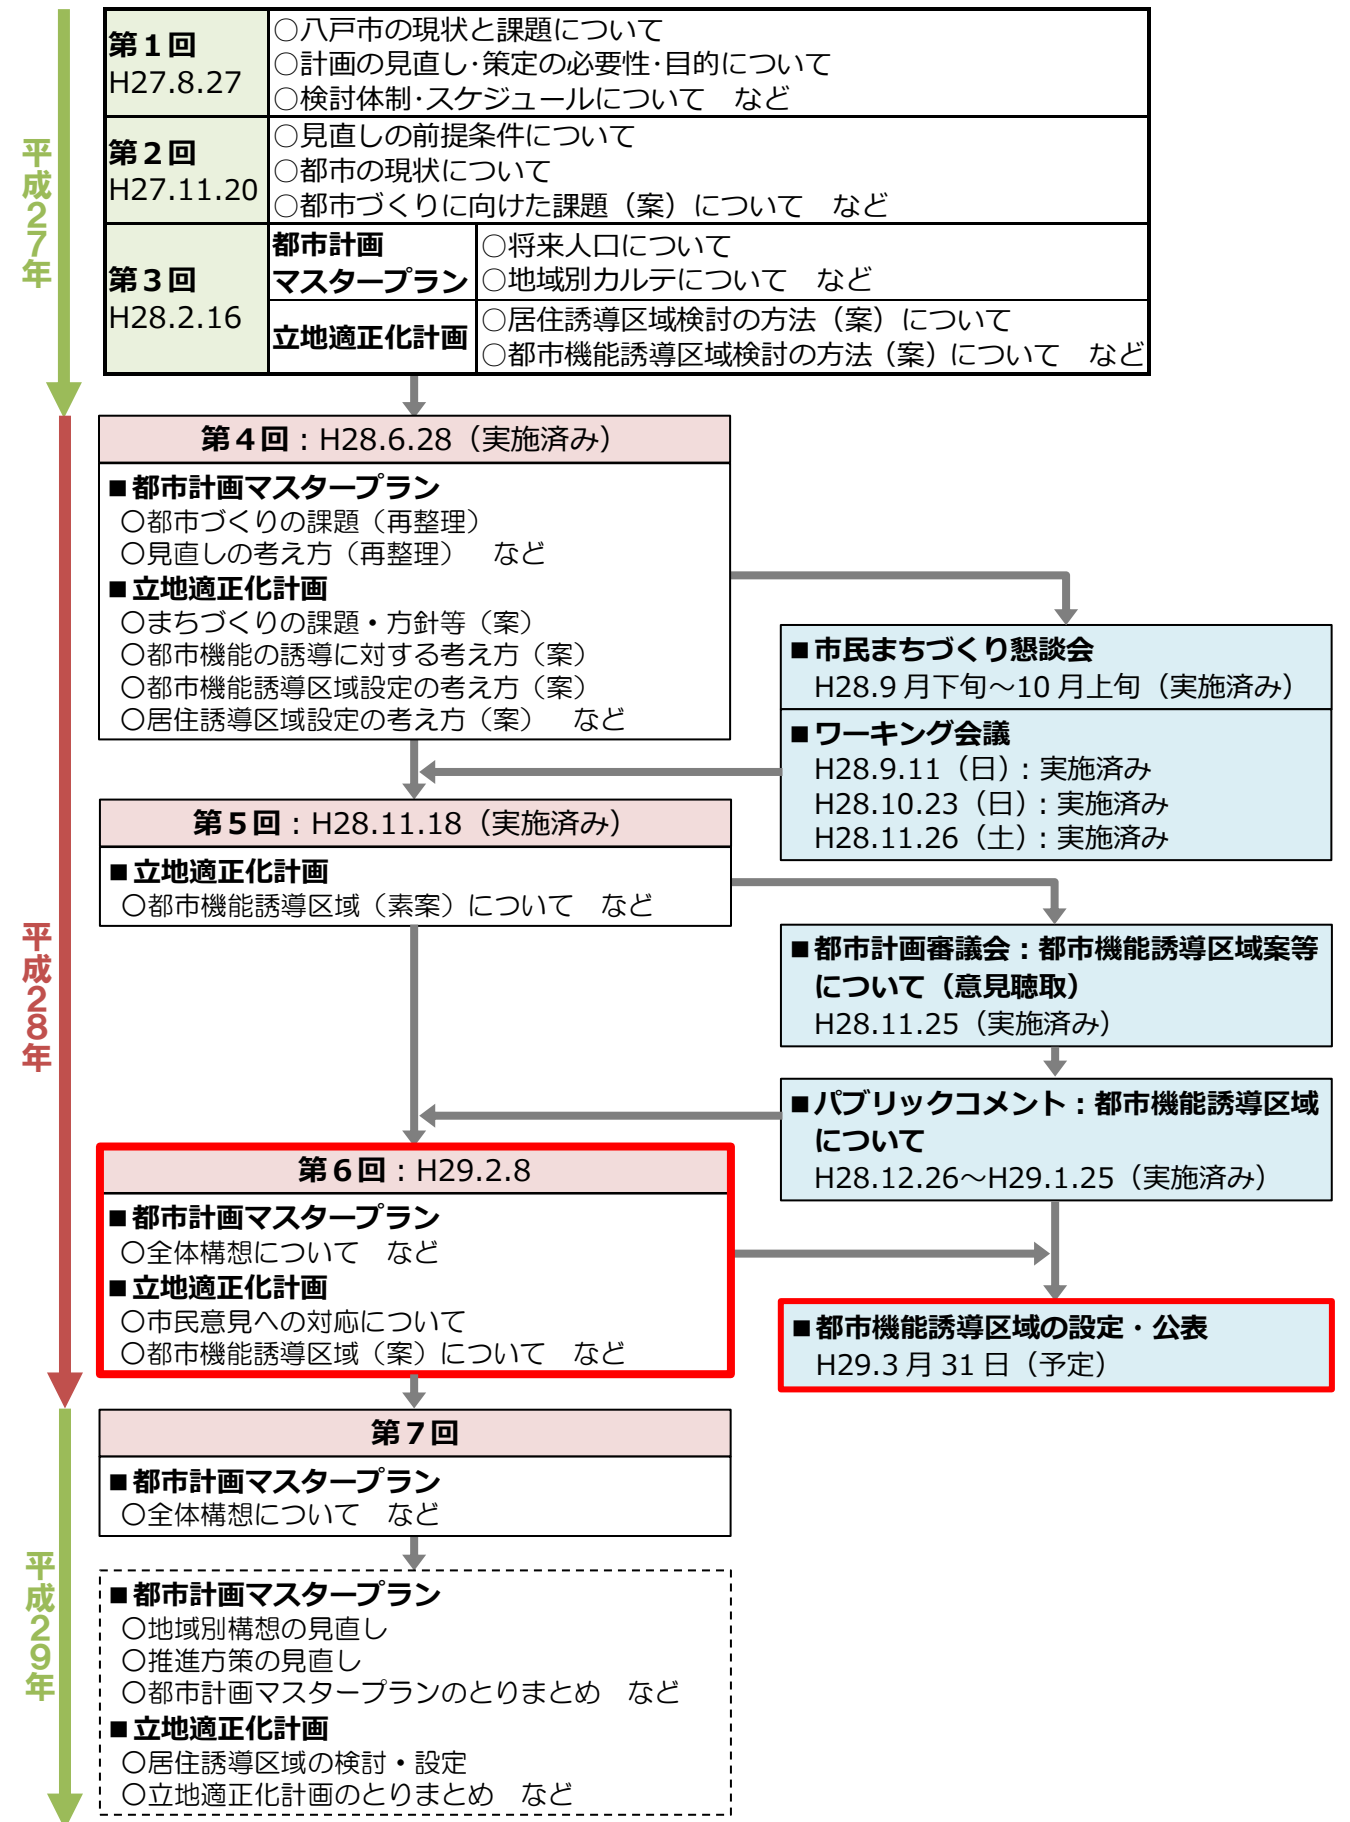 平成27年
第１回
H27.8.27
○八戸市の現状と課題について
○計画の見直し･策定の必要性･目的について
○検討体制･スケジュールについて　など
第２回
H27.11.20
○見直しの前提条件について
○都市の現状について
○都市づくりに向けた課題（案）について　など
第３回
H28.2.16
都市計画
マスタープラン
○将来人口について
○地域別カルテについて　など
立地適正化計画
○居住誘導区域検討の方法（案）について
○都市機能誘導区域検討の方法（案）について　など
平成28年
第４回：H28.6.28（実施済み）
■都市計画マスタープラン
○都市づくりの課題（再整理）
○見直しの考え方（再整理）　など
■立地適正化計画
○まちづくりの課題・方針等（案）
○都市機能の誘導に対する考え方（案）
○都市機能誘導区域設定の考え方（案）
○居住誘導区域設定の考え方（案）　など
■市民まちづくり懇談会
H28.9月下旬～10月上旬（実施済み）
■ワーキング会議
H28.9.11（日）：実施済み
H28.10.23（日）：実施済み
H28.11.26（土）：実施済み
第５回：H28.11.18（実施済み）
■立地適正化計画
○都市機能誘導区域（素案）について　など
■都市計画審議会：都市機能誘導区域案等
について（意見聴取）
H28.11.25（実施済み）
■パブリックコメント：都市機能誘導区域
について
H28.12.26～H29.1.25（実施済み）
第６回：H29.2.8
■都市計画マスタープラン
○全体構想について　など
■立地適正化計画
○市民意見への対応について
○都市機能誘導区域（案）について　など
■都市機能誘導区域の設定・公表
H29.3月31日（予定）
平成29年
第７回
■都市計画マスタープラン
○全体構想について　など
■都市計画マスタープラン
○地域別構想の見直し
○推進方策の見直し
○都市計画マスタープランのとりまとめ　など
■立地適正化計画
○居住誘導区域の検討・設定
○立地適正化計画のとりまとめ　など